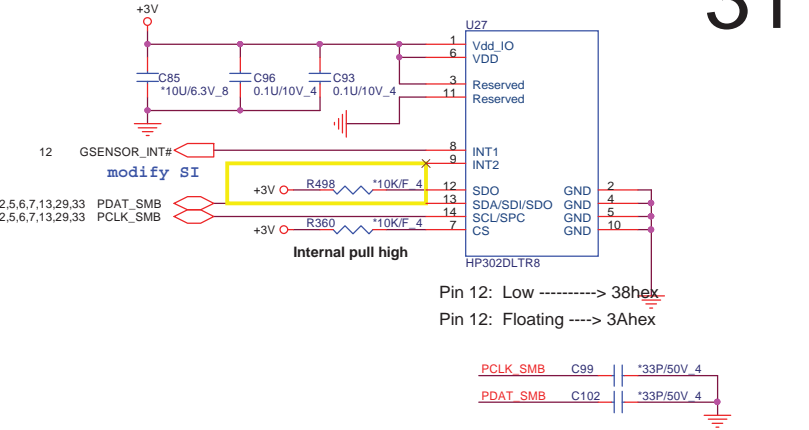 31
+3V
U27
1 Vdd_IO
6 VDD
C85 C96 C93
*10U/6.3V_8 0.1U/10V_4 0.1U/10V_4
3 Reserved
11 Reserved
12 GSENSOR_INT# 8 INT1
9 INT2
modify SI
+3V R498 *10K/F_4 12 SDO GND 2
2,5,6,7,13,29,33 PDAT_SMB 13 SDA/SDI/SDO GND 4
2,5,6,7,13,29,33 PCLK_SMB 14 SCL/SPC GND 5
+3V R360 *10K/F_4 7 CS GND 10
Internal pull high
HP302DLTR8
Pin 12: Low ----------> 38hex
Pin 12: Floating ----> 3Ahex
PCLK_SMB C99 *33P/50V_4
PDAT_SMB C102 *33P/50V_4